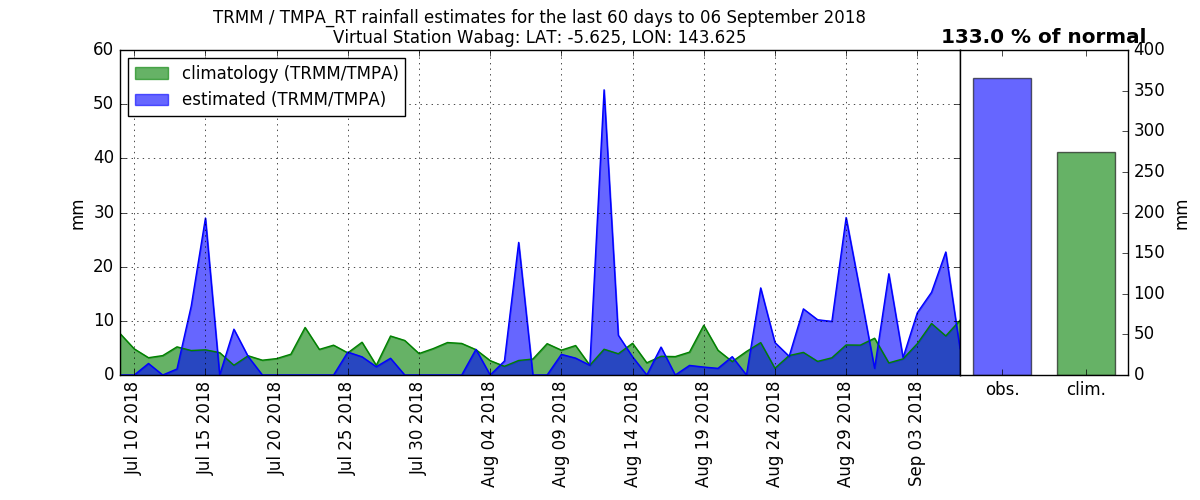 TRMM / TMPA_RT rainfall estimates for the last 60 days to 06 September 2018
Virtual Station Wabag: LAT: -5.625, LON: 143.625
133.0 % of normal
climatology (TRMM/TMPA)
estimated (TRMM/TMPA)
60
50
40
30
20
10
0
mm
Jul 10 2018
Jul 15 2018
Jul 20 2018
Jul 25 2018
Jul 30 2018
Aug 04 2018
Aug 09 2018
Aug 14 2018
Aug 19 2018
Aug 24 2018
Aug 29 2018
Sep 03 2018
obs.
clim.
400
350
300
250
200
150
100
50
0
mm